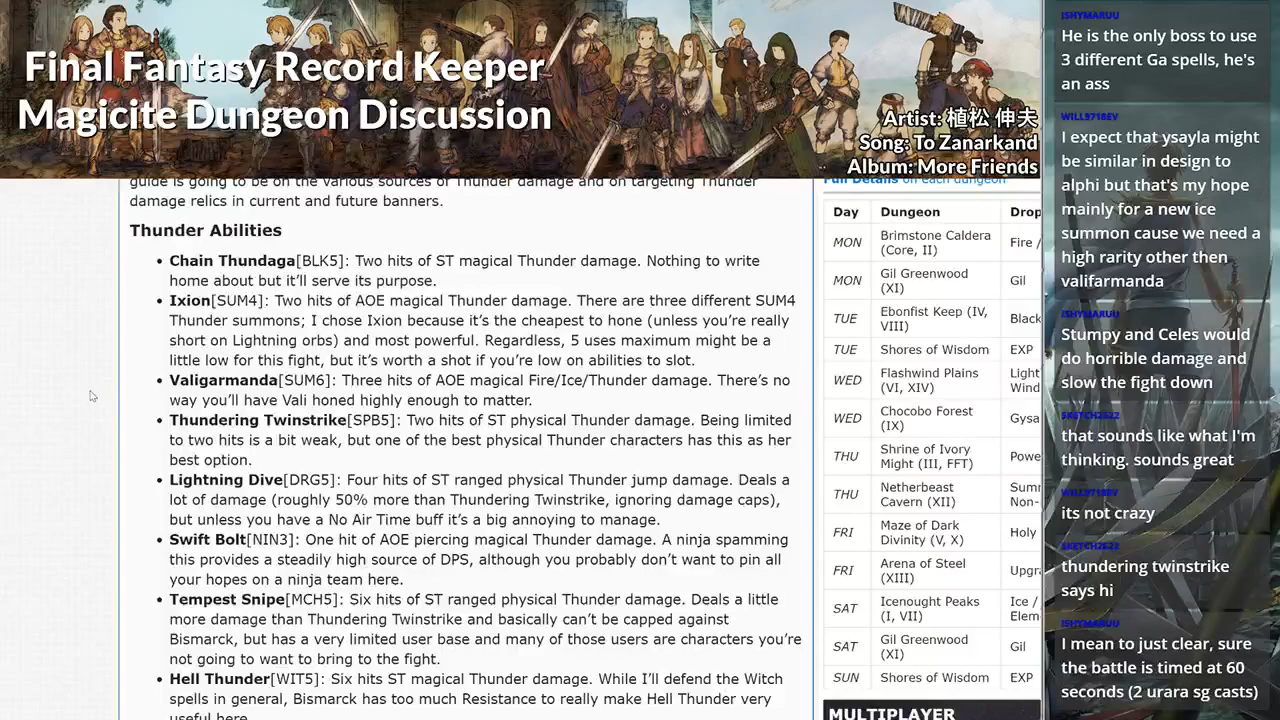 Final Fantasy Record Keeper
Magicite Dungeon Discussion
Artist: 植松 伸夫
Song: To Zanarkand
Album: More Friends
guide is going to be on the various sources of Thunder damage and on targeting Thunder
damage relics in current and future banners.
Thunder Abilities
• Chain Thundaga[BLK5]: Two hits of ST magical Thunder damage. Nothing to write
home about but it’ll serve its purpose.
• Ixion[SUM4]: Two hits of AOE magical Thunder damage. There are three different SUM4
Thunder summons; I chose Ixion because it’s the cheapest to hone (unless you’re really
short on Lightning orbs) and most powerful. Regardless, 5 uses maximum might be a
little low for this fight, but it’s worth a shot if you’re low on abilities to slot.
• Valigarmanda[SUM6]: Three hits of AOE magical Fire/Ice/Thunder damage. There’s no
way you’ll have Vali honed highly enough to matter.
• Thundering Twinstrike[SPB5]: Two hits of ST physical Thunder damage. Being limited
to two hits is a bit weak, but one of the best physical Thunder characters has this as her
best option.
• Lightning Dive[DRG5]: Four hits of ST ranged physical Thunder jump damage. Deals a
lot of damage (roughly 50% more than Thundering Twinstrike, ignoring damage caps),
but unless you have a No Air Time buff it’s a big annoying to manage.
• Swift Bolt[NIN3]: One hit of AOE piercing magical Thunder damage. A ninja spamming
this provides a steadily high source of DPS, although you probably don’t want to pin all
your hopes on a ninja team here.
• Tempest Snipe[MCH5]: Six hits of ST ranged physical Thunder damage. Deals a little
more damage than Thundering Twinstrike and basically can’t be capped against
Bismarck, but has a very limited user base and many of those users are characters you’re
not going to want to bring to the fight.
• Hell Thunder[WIT5]: Six hits ST magical Thunder damage. While I’ll defend the Witch
spells in general, Bismarck has too much Resistance to really make Hell Thunder very
useful here.
Full Details on each dungeon
Day Dungeon Drop
MON Brimstone Caldera (Core, II) Fire /
MON Gil Greenwood (XI) Gil
TUE Ebonfist Keep (IV, VIII) Black
TUE Shores of Wisdom EXP
WED Flashwind Plains (VI, XIV) Light Wind
WED Chocobo Forest (IX) Gysa
THU Shrine of Ivory Might (III, FFT) Powe
THU Netherbeast Cavern (XII) Sum Non-
FRI Maze of Dark Divinity (V, X) Holy
FRI Arena of Steel (XIII) Upgra
SAT Icenought Peaks (I, VII) Ice / Elem
SAT Gil Greenwood (XI) Gil
SUN Shores of Wisdom EXP
MULTIPLAYER
ISHYMARUU
He is the only boss to use
3 different Ga spells, he's
an ass
WILL9718EV
I expect that ysayla might
be similar in design to
alphi but that's my hope
mainly for a new ice
summon cause we need a
high rarity other then
valifarmanda
ISHYMARUU
Stumpy and Celes would
do horrible damage and
slow the fight down
SKETCH2622
that sounds like what I'm
thinking. sounds great
WILL9718EV
its not crazy
SKETCH2622
thundering twinstrike
says hi
ISHYMARUU
I mean to just clear, sure
the battle is timed at 60
seconds (2 urara sg casts)